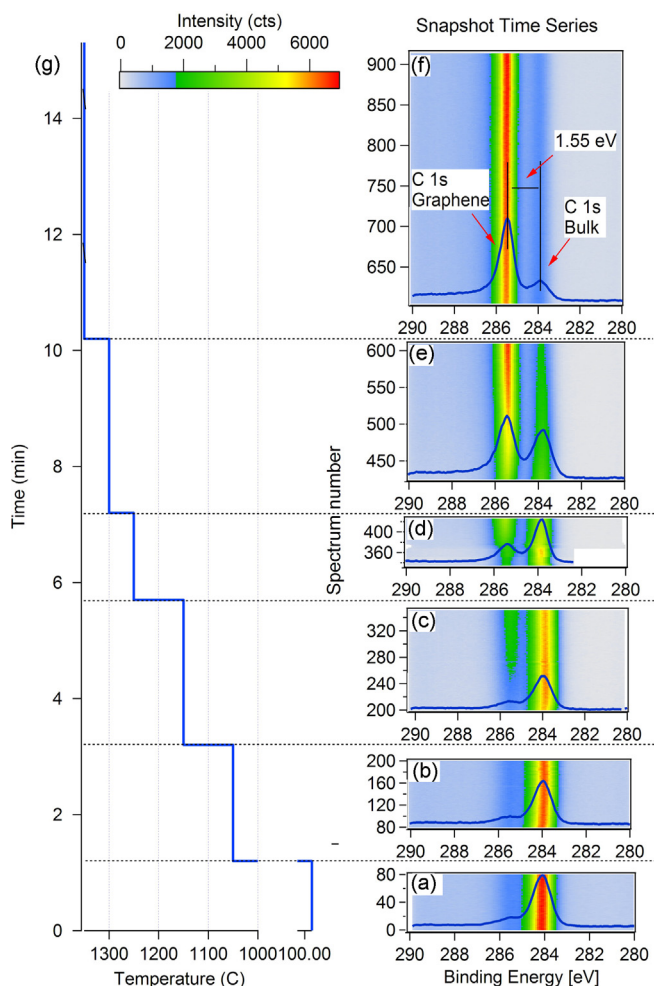 Intensity (cts)
0 2000 4000 6000
Snapshot Time Series
(g)
14
12
10
8
6
4
2
0
Time (min)
1300 1200 1100 1000 100.00
Temperature (C)
Spectrum number
(f)
900
850
800
750
700
650
1.55 eV
C 1s
Graphene
C 1s
Bulk
290 288 286 284 282 280
(e)
600
550
500
450
290 288 286 284 282 280
(d)
420
360
290 288 286 284 282 280
(c)
350
300
250
200
290 288 286 284 282 280
(b)
200
160
120
80
290 288 286 284 282 280
(a)
80
40
0
290 288 286 284 282 280
Binding Energy [eV]